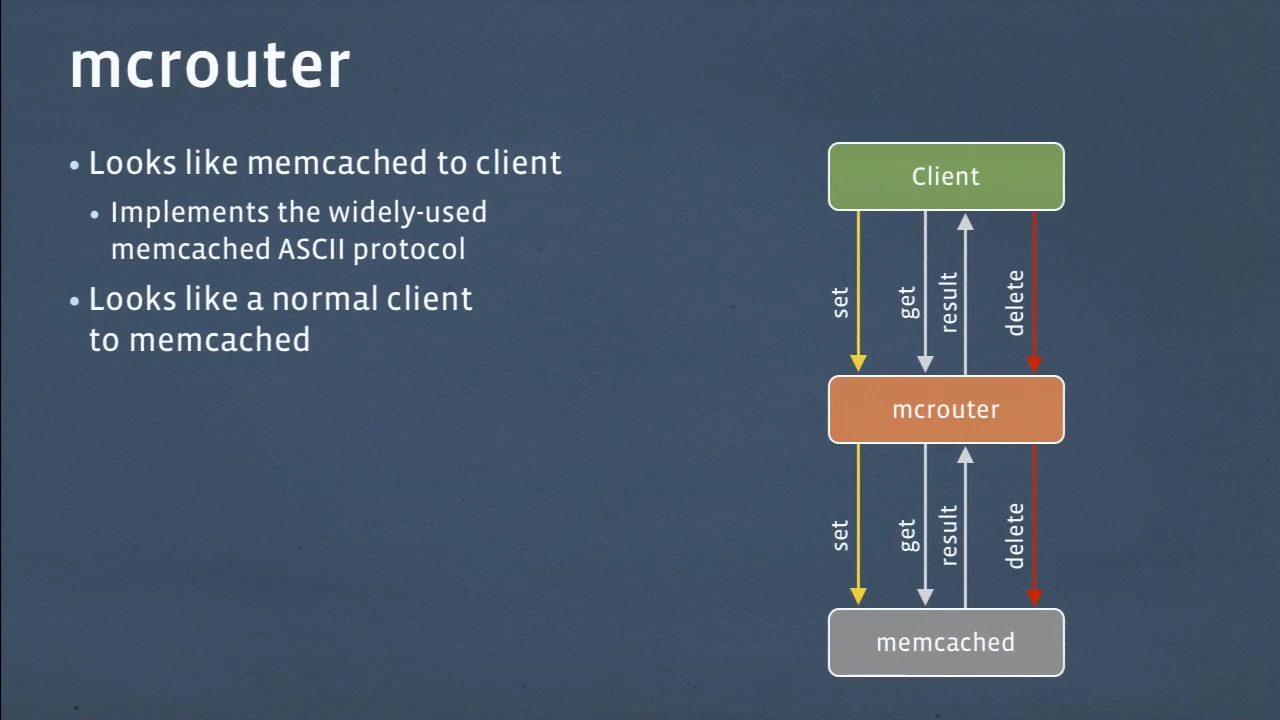 mcrouter
• Looks like memcached to client
• Implements the widely-used
memcached ASCII protocol
• Looks like a normal client
to memcached
Client
set
get
result
delete
mcrouter
set
get
result
delete
memcached